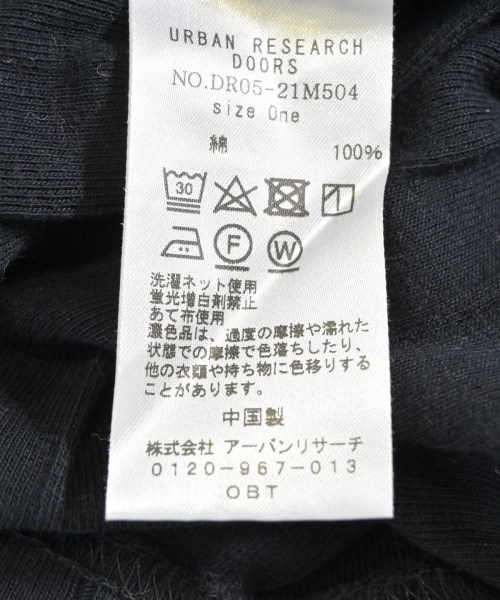 URBAN RESEARCH
DOORS
NO.DR05-21M504
size One
綿 100%
30
F W
洗濯ネット使用
蛍光増白剤禁止
あて布使用
濃色品は、過度の摩擦や濡れた
状態での摩擦で色落ちしたり、
他の衣類や持ち物に色移りする
ことがあります。
中国製
株式会社 アーバンリサーチ
0120-967-013
OBT